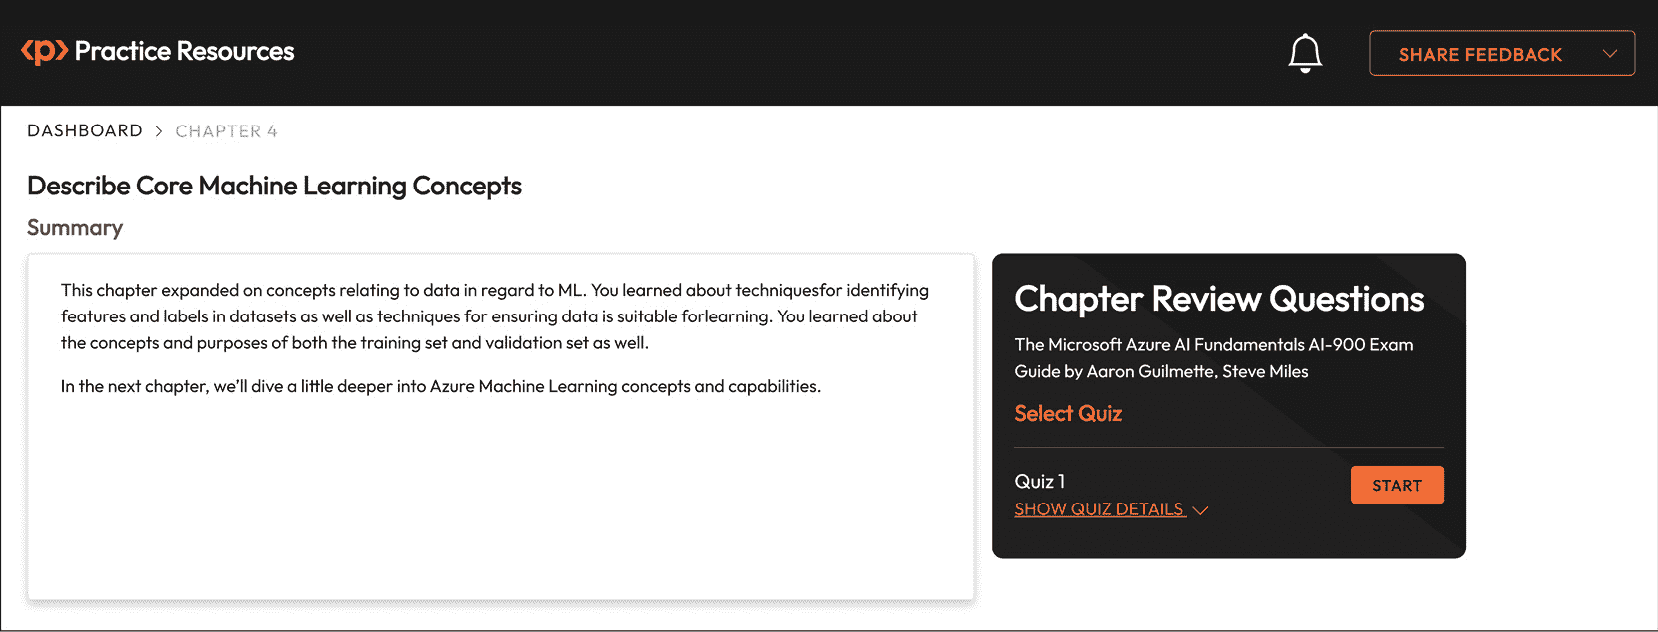 <p> Practice Resources
SHARE FEEDBACK
DASHBOARD > CHAPTER 4
Describe Core Machine Learning Concepts
Summary
This chapter expanded on concepts relating to data in regard to ML. You learned about techniquesfor identifying
features and labels in datasets as well as techniques for ensuring data is suitable forlearning. You learned about
the concepts and purposes of both the training set and validation set as well.
In the next chapter, we'll dive a little deeper into Azure Machine Learning concepts and capabilities.
Chapter Review Questions
The Microsoft Azure AI Fundamentals AI-900 Exam
Guide by Aaron Guilmette, Steve Miles
Select Quiz
Quiz 1
START
SHOW QUIZ DETAILS